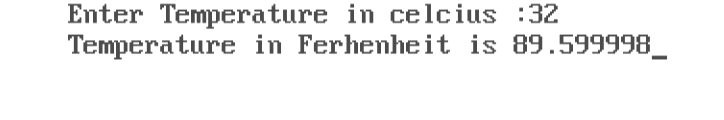 Enter Temperature in celcius :32
Temperature in Ferhenheit is 89.599998_